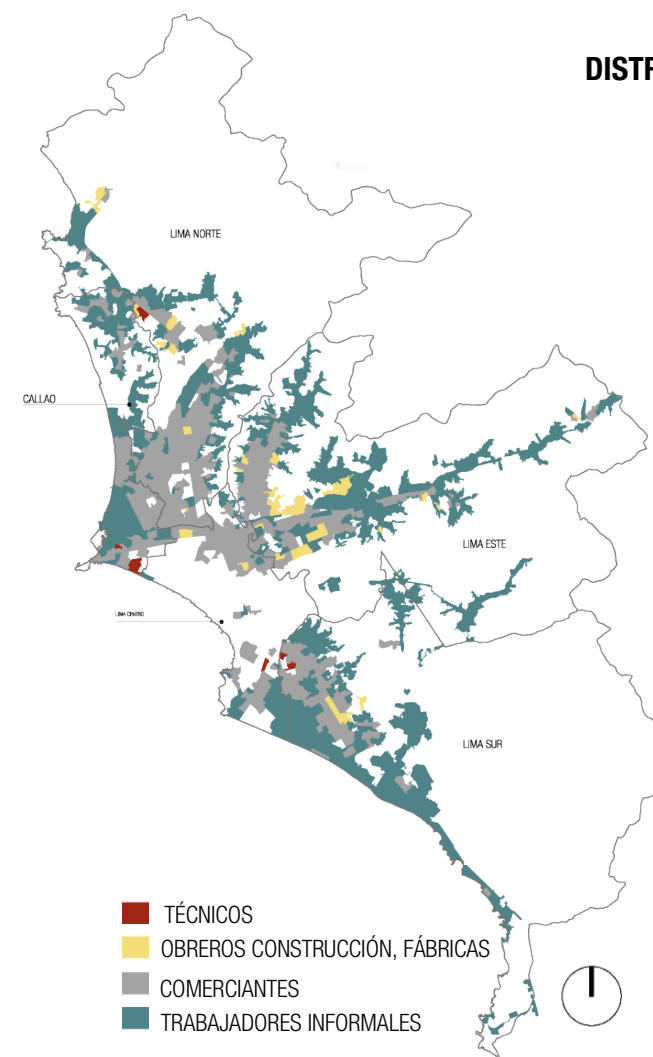 DISTR
LIMA NORTE
CALLAO
LIMA ESTE
LIMA CENTRO
LIMA SUR
TÉCNICOS
OBREROS CONSTRUCCIÓN, FÁBRICAS
COMERCIANTES
TRABAJADORES INFORMALES